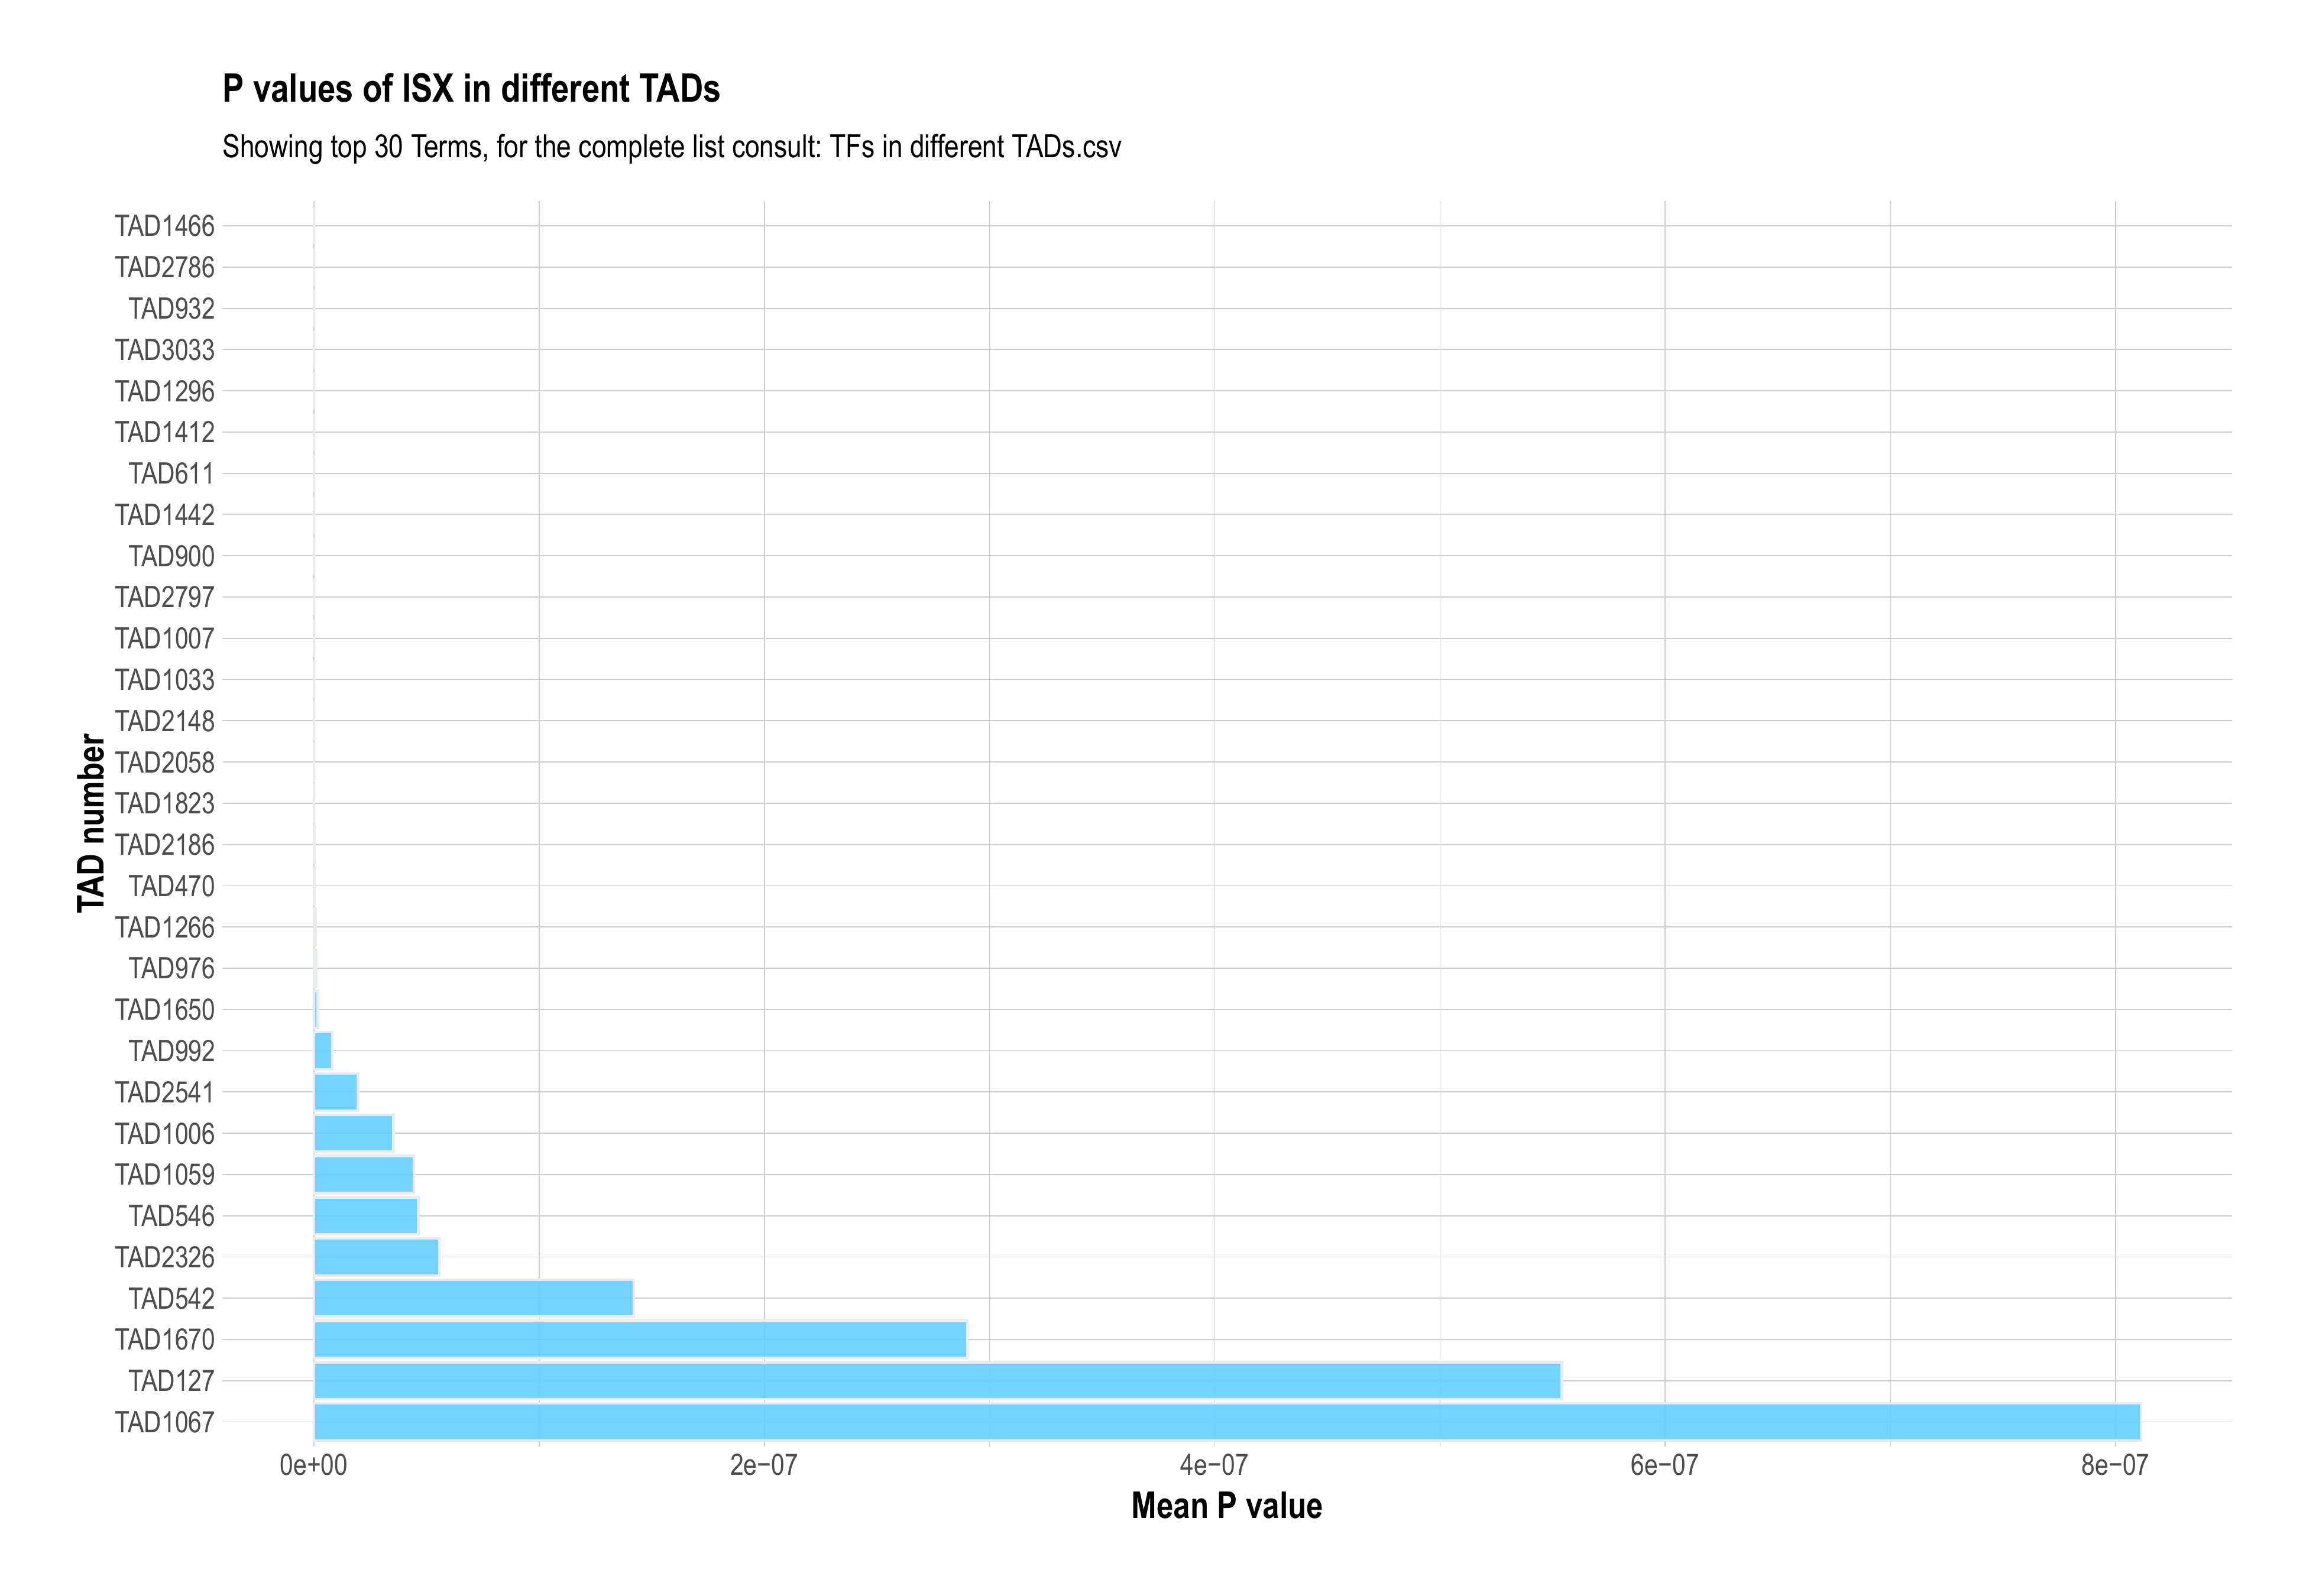 P values of ISX in different TADs
Showing top 30 Terms, for the complete list consult: TFs in different TADs.csv
TAD number
TAD1466
TAD2786
TAD932
TAD3033
TAD1296
TAD1412
TAD611
TAD1442
TAD900
TAD2797
TAD1007
TAD1033
TAD2148
TAD2058
TAD1823
TAD2186
TAD470
TAD1266
TAD976
TAD1650
TAD992
TAD2541
TAD1006
TAD1059
TAD546
TAD2326
TAD542
TAD1670
TAD127
TAD1067
0e+00 2e−07 4e−07 6e−07 8e−07
Mean P value